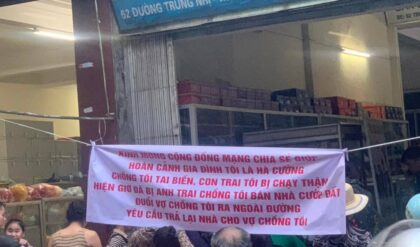 62 ĐƯỜNG TRƯNG NHỊ
KÍNH MONG CỘNG ĐỒNG MẠNG CHIA SẺ GIÚP
HOÀN CẢNH GIA ĐÌNH TÔI LÀ HÀ CƯỜNG
CHỒNG TÔI TAI BIẾN, CON TRAI TÔI BỊ CHẠY THẬN
HIỆN GIỜ ĐÃ BỊ ANH TRAI CHỒNG TÔI BÁN NHÀ CƯỚP ĐẤT
ĐUỔI VỢ CHỒNG TÔI RA NGOÀI ĐƯỜNG
YÊU CẦU TRẢ LẠI NHÀ CHO VỢ CHỒNG TÔI